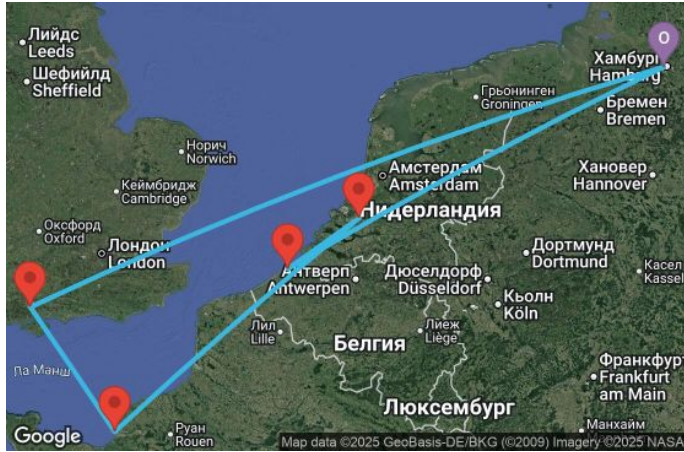 Лийдс
Leeds
Шефийлд
Sheffield
О
Хамбург
Hamburg
Грьонинген
Groningen
Бремен
Bremen
Норич
Norwich
Амстердам
Amsterdam
Хановер
Hannover
Кеймбридж
Cambridge
Нидерландия
Оксфорд
Oxford
Лондон
London
Дортмунд
Dortmund
Антверп
Antwerpen
Дюселдорф
Düsseldorf
Касел
Kassel
Кьолн
Köln
Лил
Lille
Белгия
Лиеж
Liège
Ла Манш
Франкфурт
Frankfurt
am Main
Люксембург
Руан
Rouen
Манхайм
Google
Map data ©2025 GeoBasis-DE/BKG (©2009) Imagery ©2025 NASA